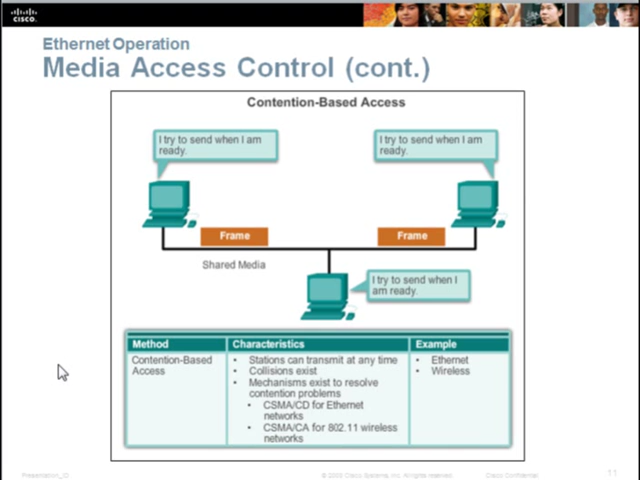 CISCO.
Ethernet Operation
Media Access Control (cont.)
Contention-Based Access
I try to send when I am
ready.
I try to send when I am
ready.
Frame
Frame
Shared Media
I try to send when I
am ready.
Method
Characteristics
Example
Contention-Based
Access
• Stations can transmit at any time
• Collisions exist
• Mechanisms exist to resolve
contention problems
• CSMA/CD for Ethernet
networks
• CSMA/CA for 802.11 wireless
networks
• Ethernet
• Wireless
Presentation_ID
Cisco Systems, Inc. All rights reserved.
Cisco Confidential
11